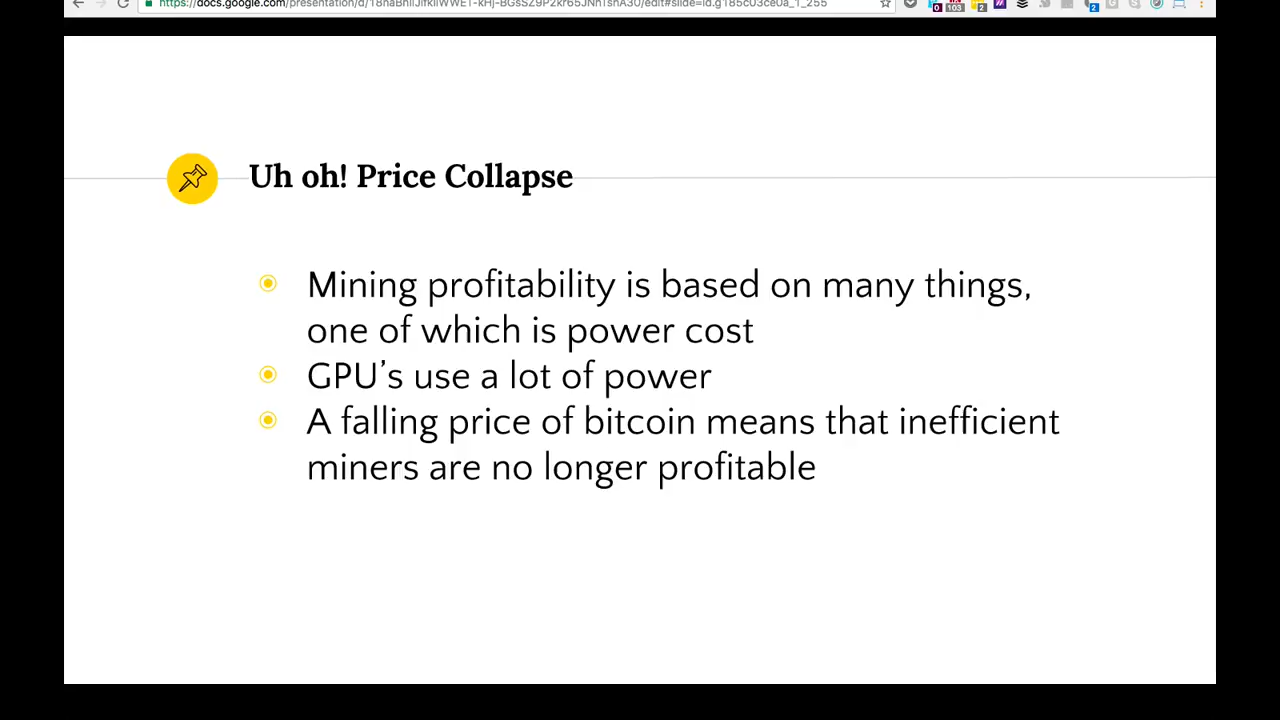 Uh oh! Price Collapse
Mining profitability is based on many things,
one of which is power cost
GPU's use a lot of power
A falling price of bitcoin means that inefficient
miners are no longer profitable